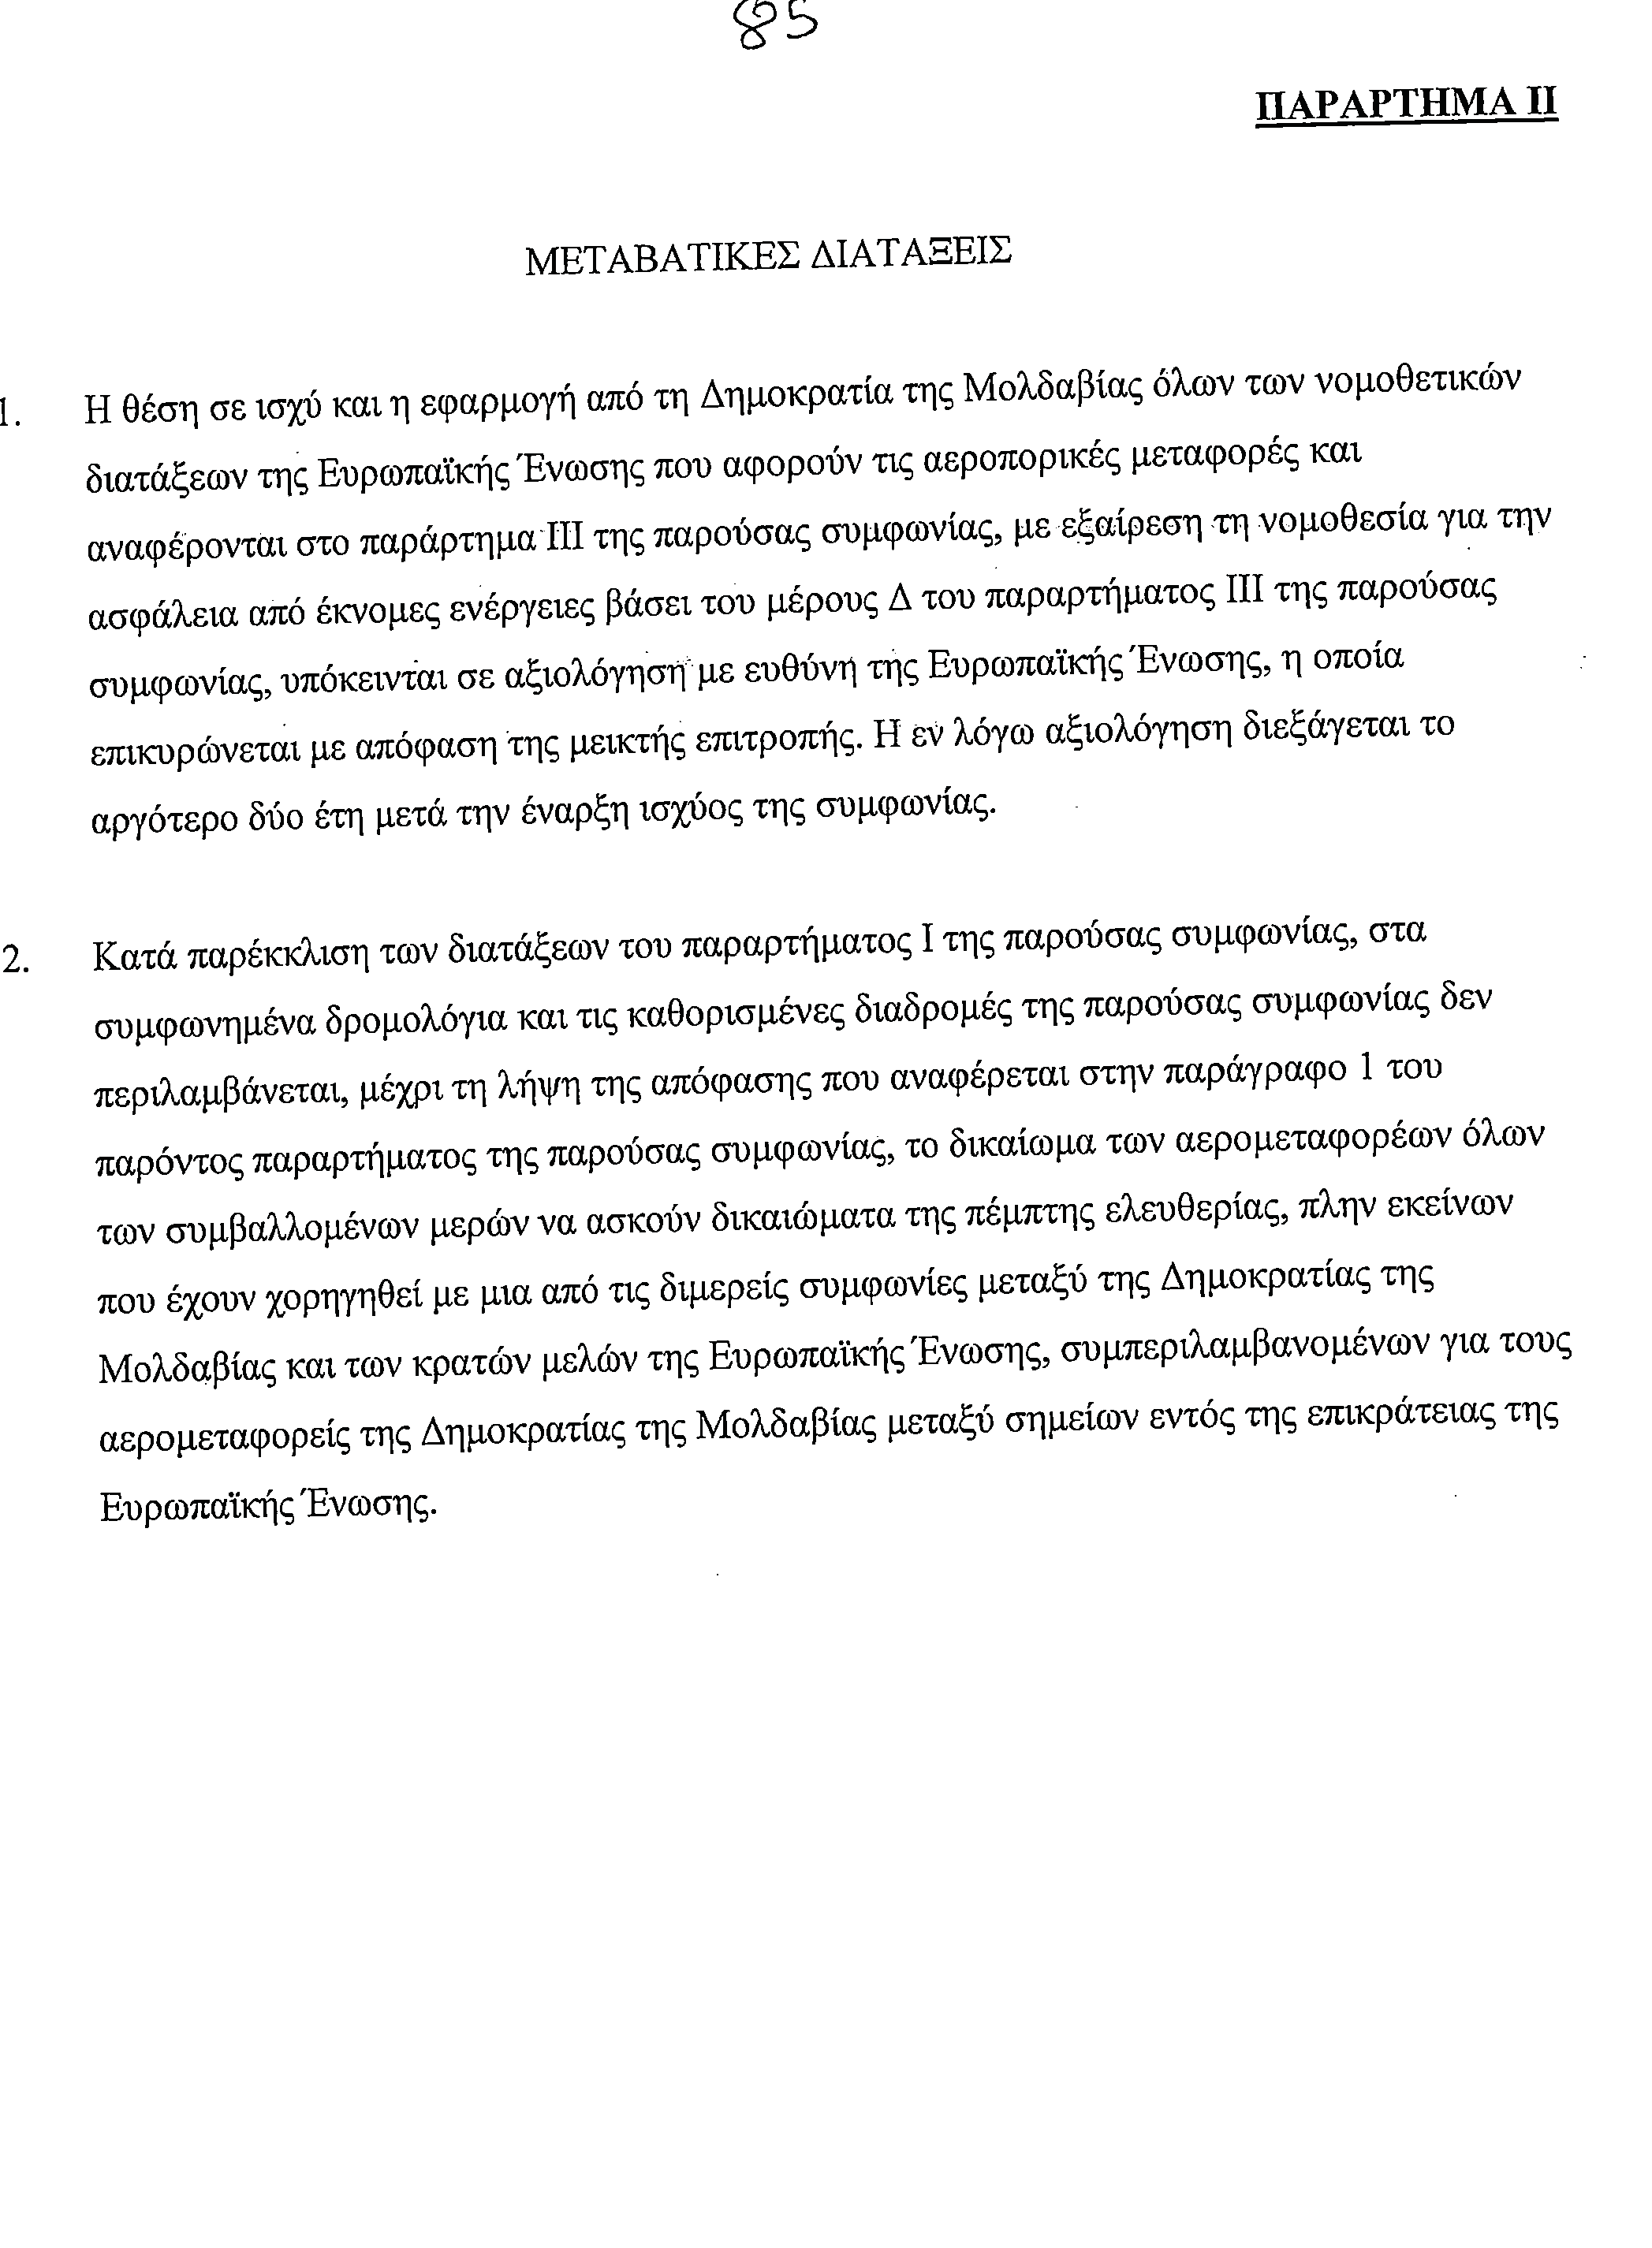 85
ΠΑΡΑΡΤΗΜΑ ΙΙ
ΜΕΤΑΒΑΤΙΚΕΣ ΔΙΑΤΑΞΕΙΣ
1. Η θέση σε ισχύ και η εφαρμογή από τη Δημοκρατία της Μολδαβίας όλων των νομοθετικών
διατάξεων της Ευρωπαϊκής Ένωσης που αφορούν τις αεροπορικές μεταφορές και
αναφέρονται στο παράρτημα ΙΙΙ της παρούσας συμφωνίας, με εξαίρεση τη νομοθεσία για την
ασφάλεια από έκνομες ενέργειες βάσει του μέρους Δ του παραρτήματος ΙΙΙ της παρούσας
συμφωνίας, υπόκεινται σε αξιολόγηση με ευθύνη της Ευρωπαϊκής Ένωσης, η οποία
επικυρώνεται με απόφαση της μεικτής επιτροπής. Η εν λόγω αξιολόγηση διεξάγεται το
αργότερο δύο έτη μετά την έναρξη ισχύος της συμφωνίας.
2. Κατά παρέκκλιση των διατάξεων του παραρτήματος Ι της παρούσας συμφωνίας, στα
συμφωνημένα δρομολόγια και τις καθορισμένες διαδρομές της παρούσας συμφωνίας δεν
περιλαμβάνεται, μέχρι τη λήψη της απόφασης που αναφέρεται στην παράγραφο 1 του
παρόντος παραρτήματος της παρούσας συμφωνίας, το δικαίωμα των αερομεταφορέων όλων
των συμβαλλομένων μερών να ασκούν δικαιώματα της πέμπτης ελευθερίας, πλην εκείνων
που έχουν χορηγηθεί με μια από τις διμερείς συμφωνίες μεταξύ της Δημοκρατίας της
Μολδαβίας και των κρατών μελών της Ευρωπαϊκής Ένωσης, συμπεριλαμβανομένων για τους
αερομεταφορείς της Δημοκρατίας της Μολδαβίας μεταξύ σημείων εντός της επικράτειας της
Ευρωπαϊκής Ένωσης.